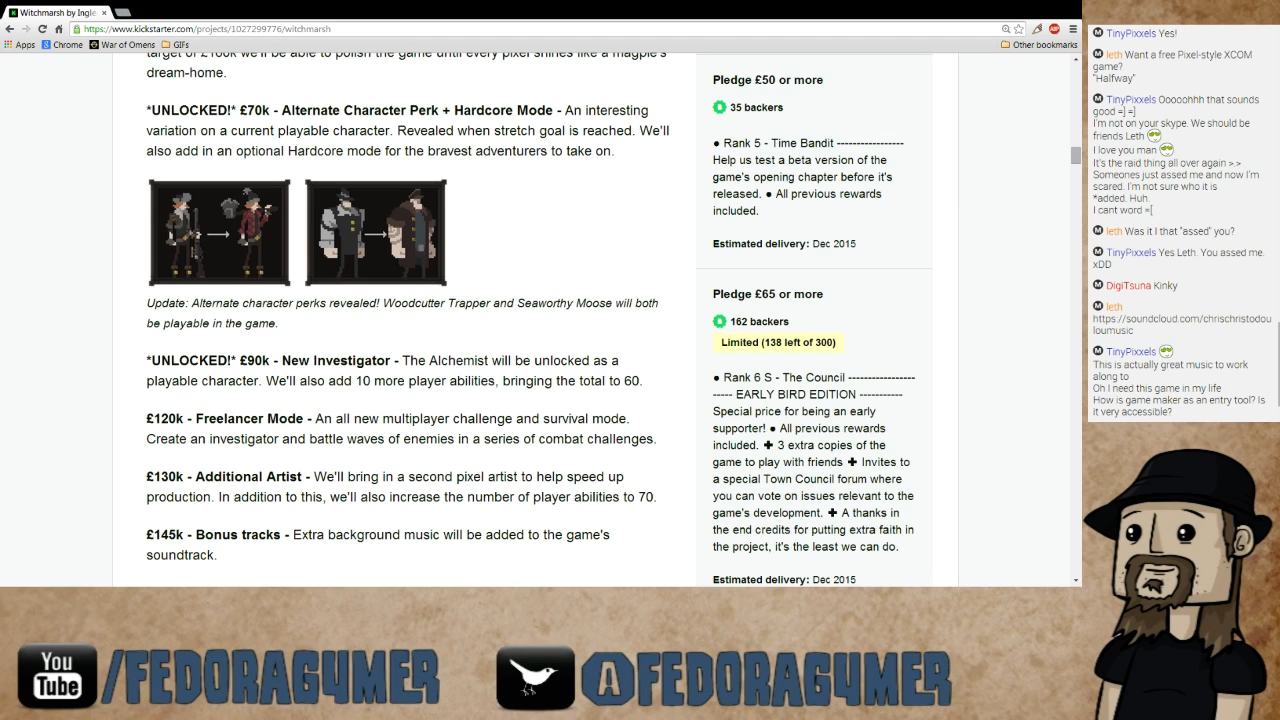 Witchmarsh by Ingle
https://www.kickstarter.com/projects/1027299776/witchmarsh
Apps Chrome War of Omens GIFs Other bookmarks
dream-home.
*UNLOCKED!* £70k - Alternate Character Perk + Hardcore Mode - An interesting
variation on a current playable character. Revealed when stretch goal is reached. We'll
also add in an optional Hardcore mode for the bravest adventurers to take on.
Update: Alternate character perks revealed! Woodcutter Trapper and Seaworthy Moose will both
be playable in the game.
*UNLOCKED!* £90k - New Investigator - The Alchemist will be unlocked as a
playable character. We'll also add 10 more player abilities, bringing the total to 60.
£120k - Freelancer Mode - An all new multiplayer challenge and survival mode.
Create an investigator and battle waves of enemies in a series of combat challenges.
£130k - Additional Artist - We'll bring in a second pixel artist to help speed up
production. In addition to this, we'll also increase the number of player abilities to 70.
£145k - Bonus tracks - Extra background music will be added to the game's
soundtrack.
Pledge £50 or more
35 backers
● Rank 5 - Time Bandit ----------------
Help us test a beta version of the
game's opening chapter before it's
released. ● All previous rewards
included.
Estimated delivery: Dec 2015
Pledge £65 or more
162 backers
Limited (138 left of 300)
● Rank 6 S - The Council ----------------
----- EARLY BIRD EDITION -----------
Special price for being an early
supporter! ● All previous rewards
included. ✚ 3 extra copies of the
game to play with friends ✚ Invites to
a special Town Council forum where
you can vote on issues relevant to the
game's development. ✚ A thanks in
the end credits for putting extra faith in
the project, it's the least we can do.
Estimated delivery: Dec 2015
TinyPixxels Yes!
leth Want a free Pixel-style XCOM
game?
"Halfway"
TinyPixxels Ooooohhh that sounds
good =] =]
I'm not on your skype. We should be
friends Leth
I love you man
It's the raid thing all over again >.>
Someones just assed me and now I'm
scared. I'm not sure who it is
*added. Huh.
I cant word =[
leth Was it I that "assed" you?
TinyPixxels Yes Leth. You assed me.
xDD
DigiTsuna Kinky
leth
https://soundcloud.com/chrischristodou
loumusic
TinyPixxels
This is actually great music to work
along to
Oh I need this game in my life
How is game maker as an entry tool? Is
it very accessible?
You
Tube
/FEDORAG4MER
@FEDORAG4MER